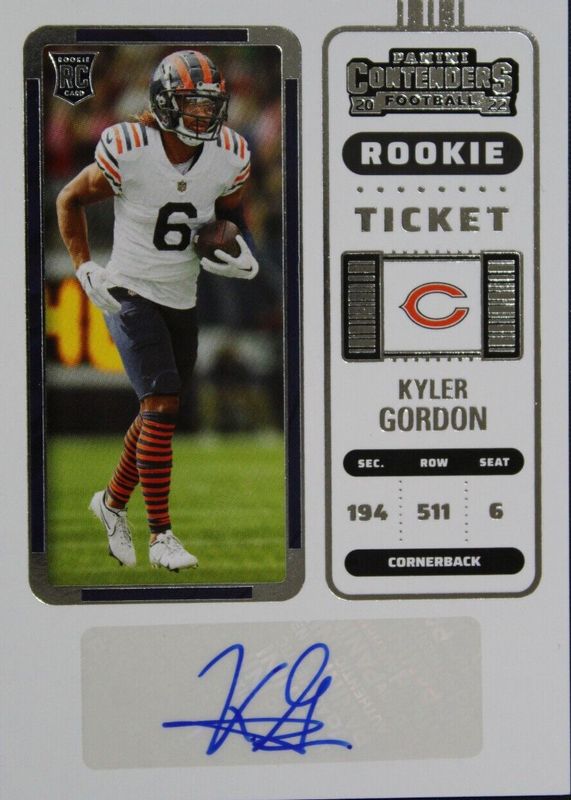 ROOKIE
RC
CARD
6
PANINI
CONTENDERS
20 FOOTBALL 22
ROOKIE
TICKET
C
KYLER
GORDON
SEC. ROW SEAT
194 511 6
CORNERBACK
KG